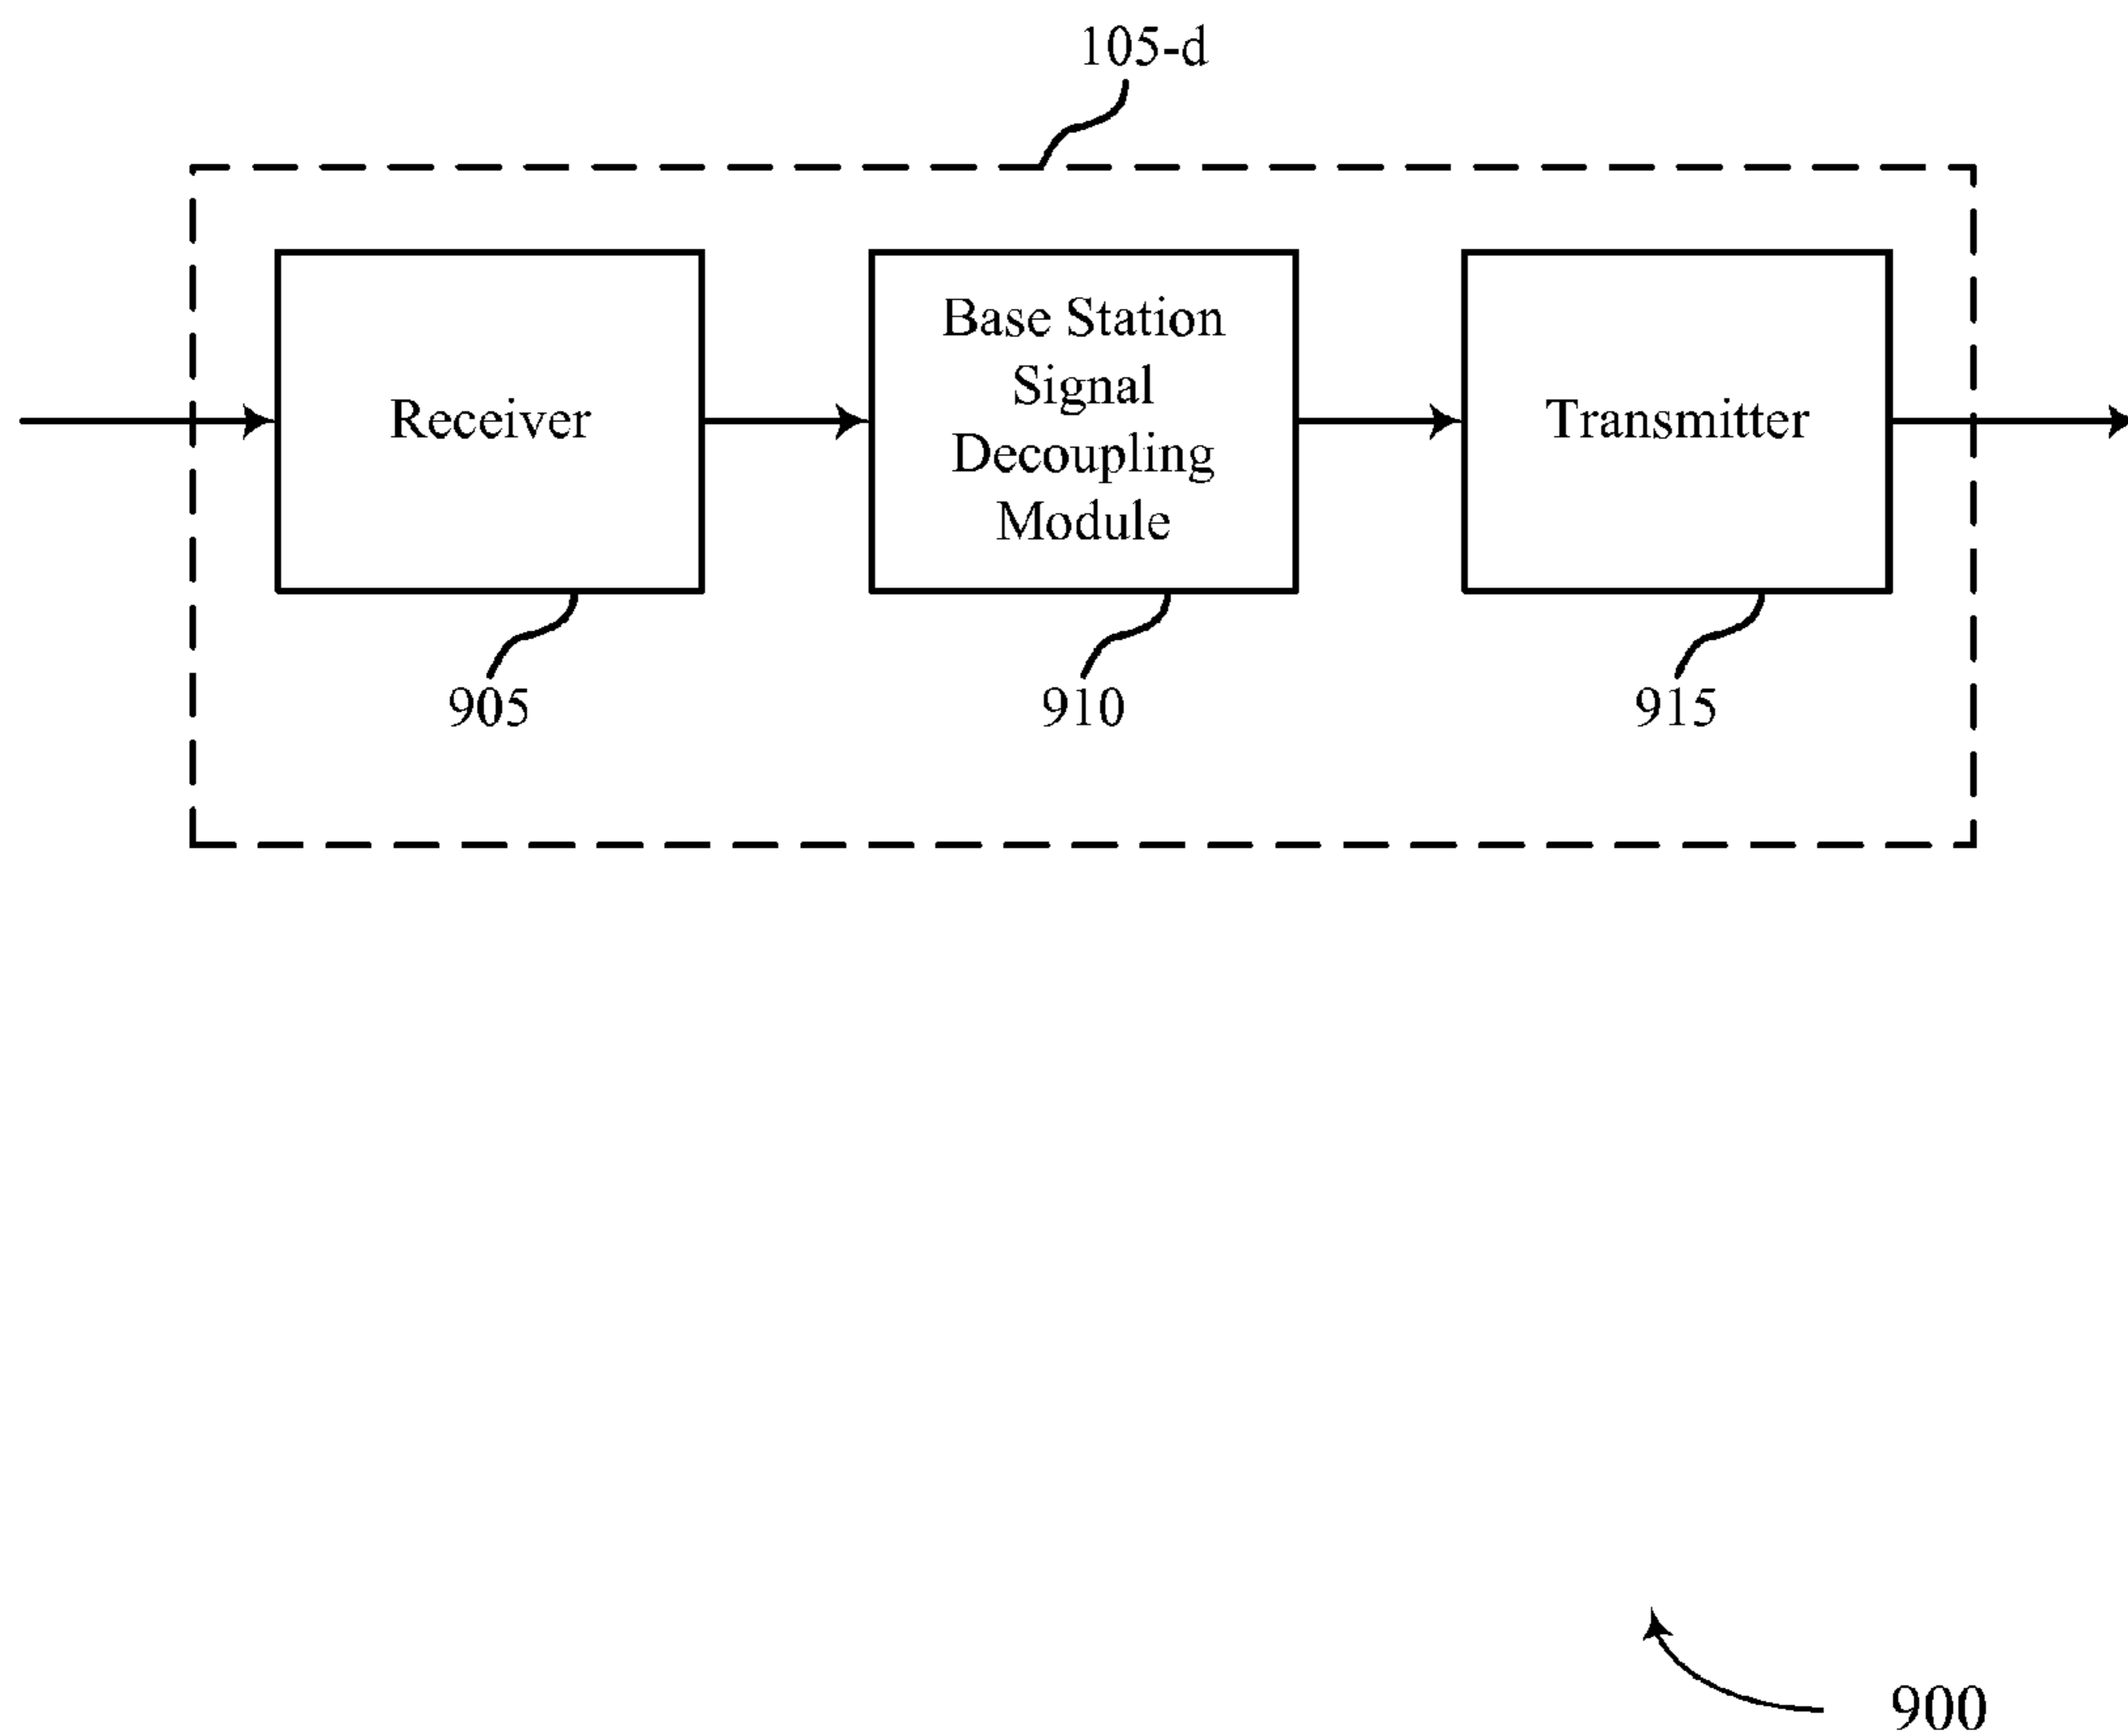 105-d
Receiver
Base Station
Signal
Decoupling
Module
Transmitter
905
910
915
900